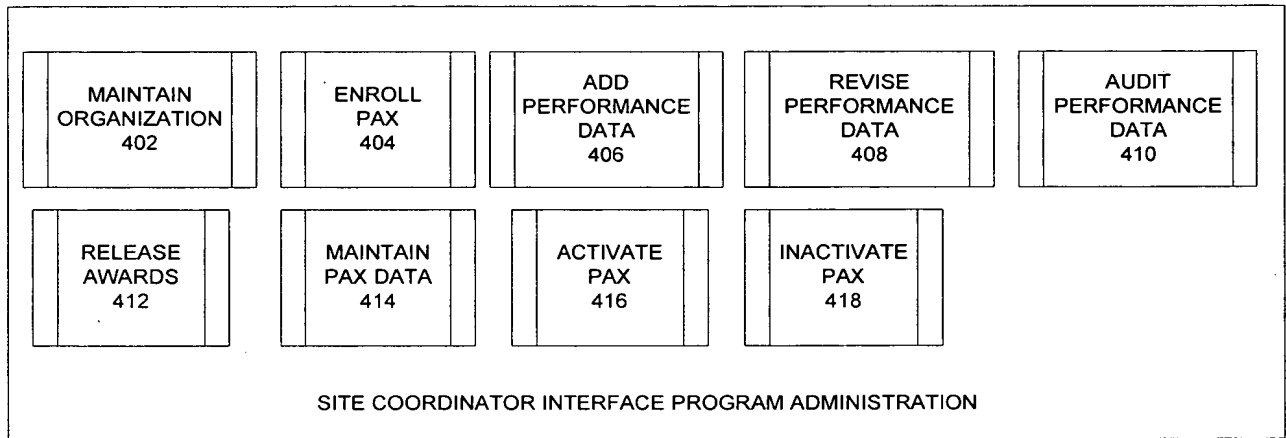 MAINTAIN
ORGANIZATION
402
ENROLL
PAX
404
ADD
PERFORMANCE
DATA
406
REVISE
PERFORMANCE
DATA
408
AUDIT
PERFORMANCE
DATA
410
RELEASE
AWARDS
412
MAINTAIN
PAX DATA
414
ACTIVATE
PAX
416
INACTIVATE
PAX
418
SITE COORDINATOR INTERFACE PROGRAM ADMINISTRATION